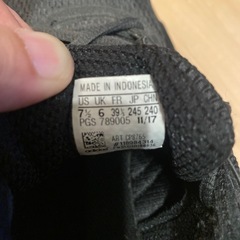 MADE IN INDONESIA
US UK FR JP CHN
7½ 6 39⅓ 245 240
PGS 789005 11/17